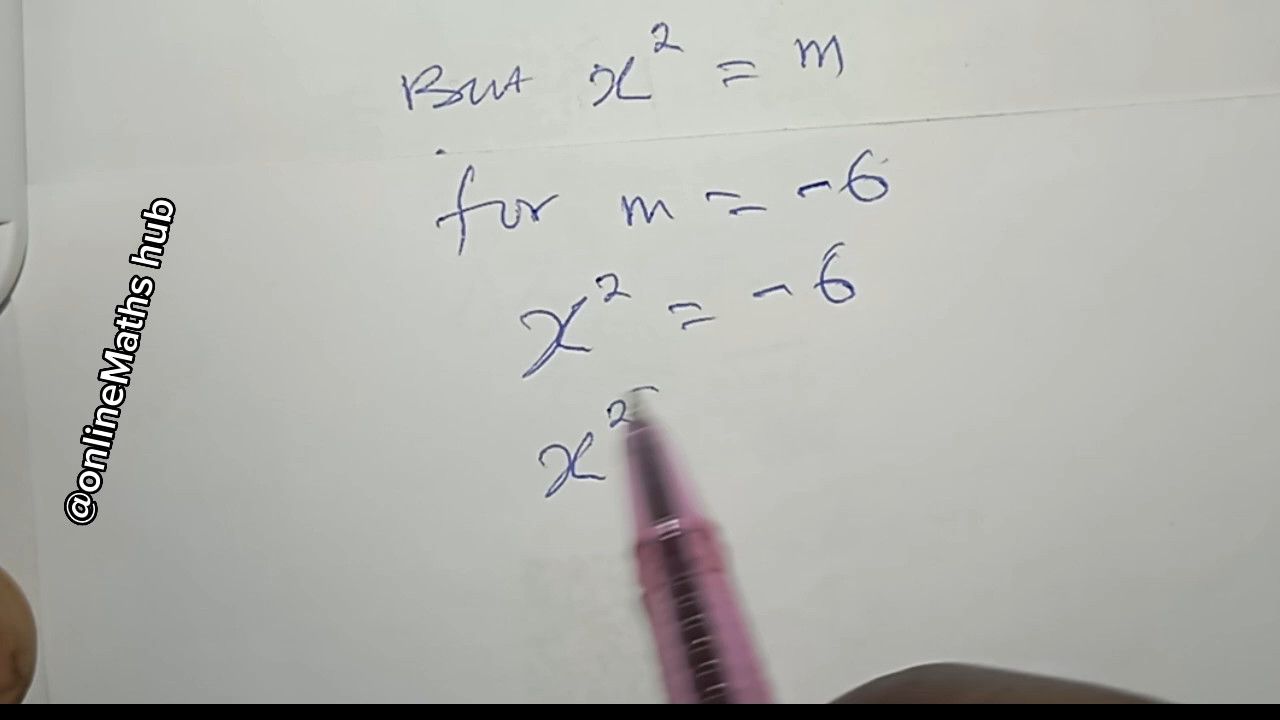 But x² = m
for m = -6
x² = -6
x²
@onlineMaths hub